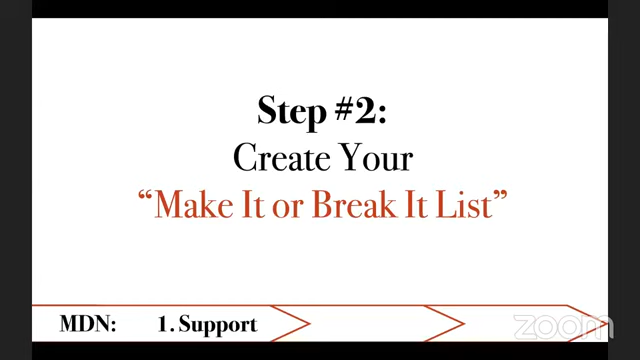 Step #2:
Create Your
“Make It or Break It List”
MDN: 1. Support
zoom